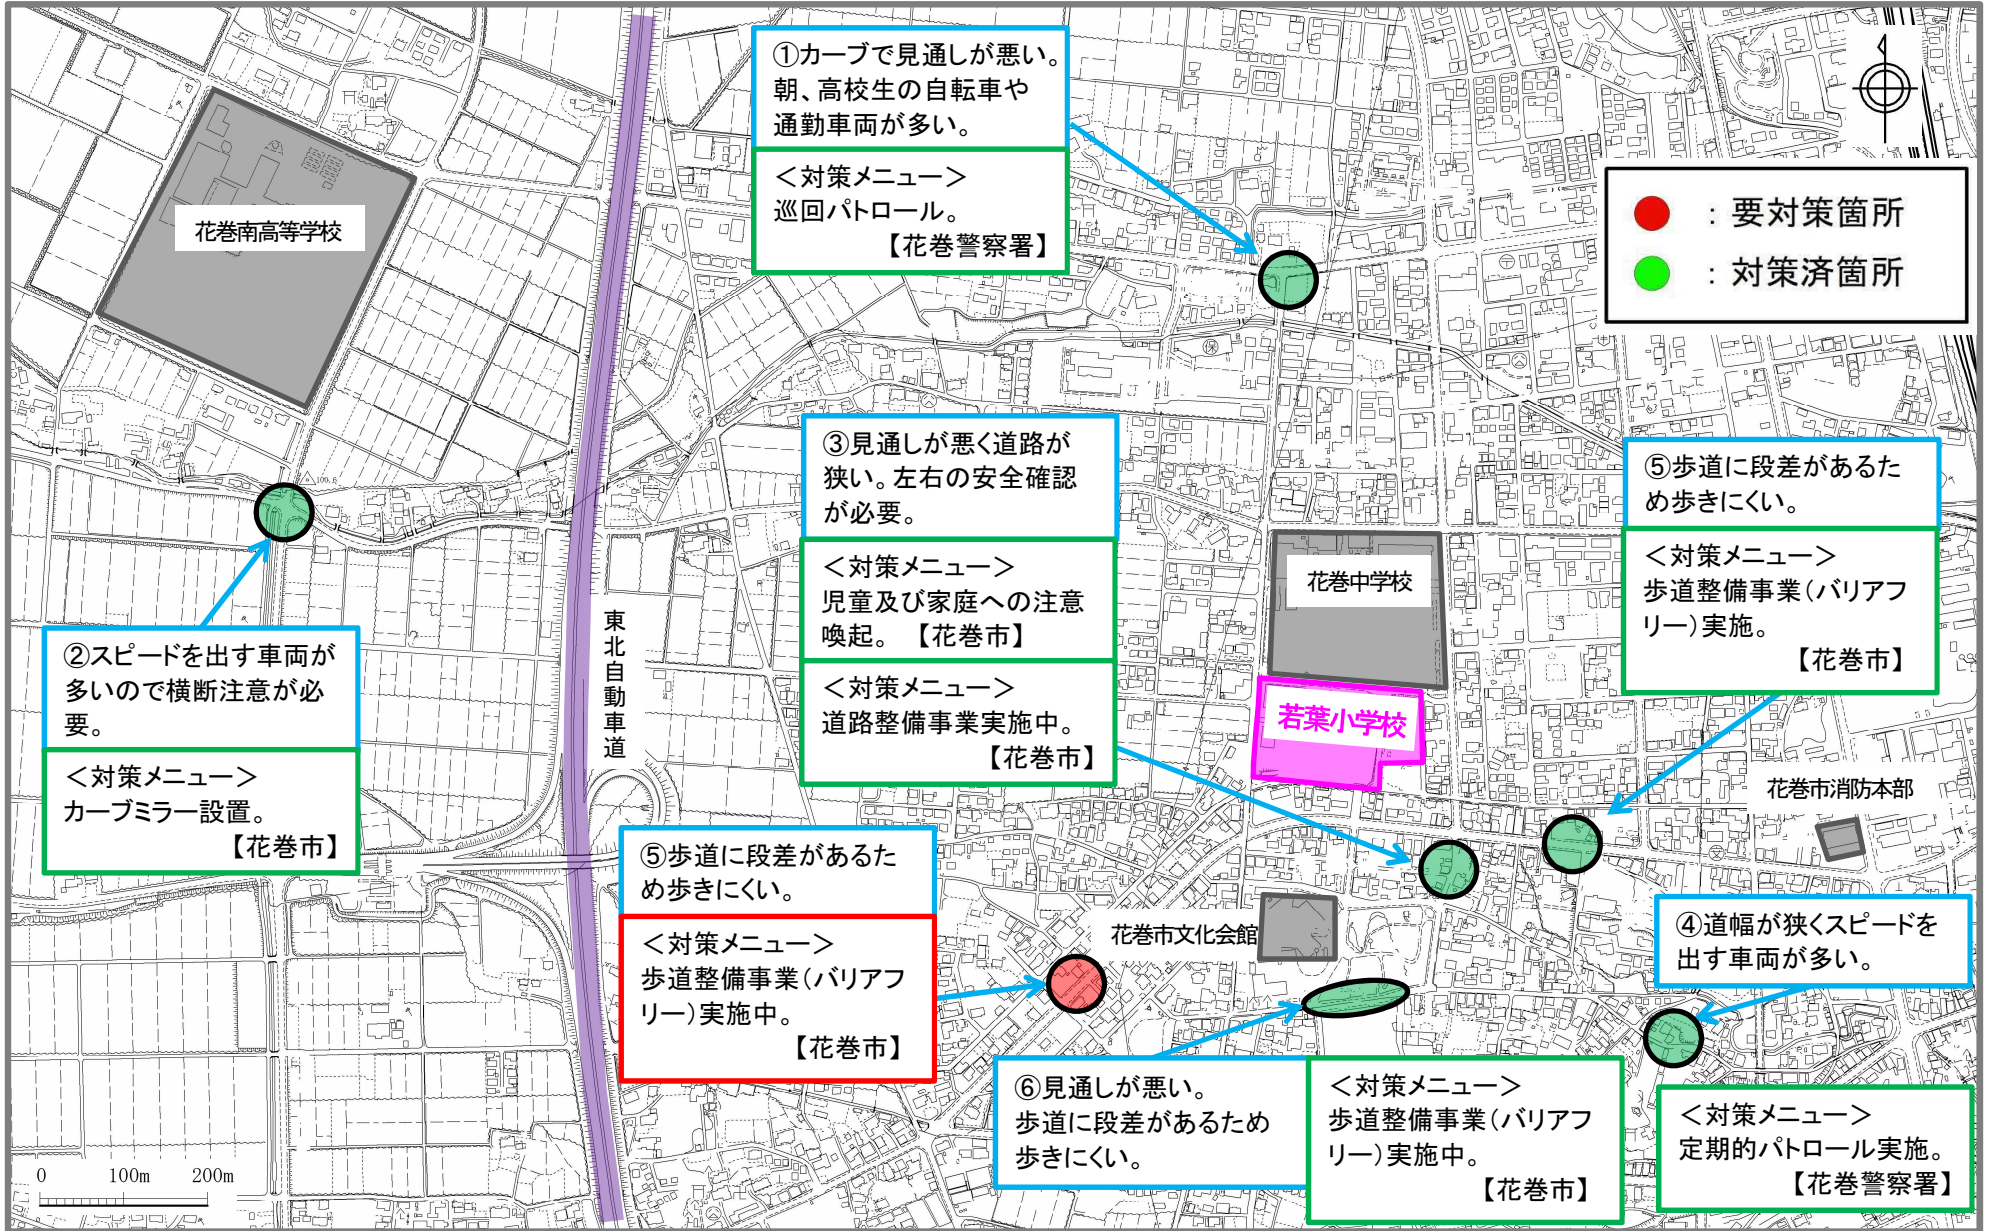 ①カーブで見通しが悪い。
朝、高校生の自転車や
通勤車両が多い。
＜対策メニュー＞
巡回パトロール。
【花巻警察署】
：要対策箇所
：対策済箇所
花巻南高等学校
③見通しが悪く道路が
狭い。左右の安全確認
が必要。
＜対策メニュー＞
児童及び家庭への注意
喚起。【花巻市】
＜対策メニュー＞
道路整備事業実施中。
【花巻市】
⑤歩道に段差があるた
め歩きにくい。
＜対策メニュー＞
歩道整備事業（バリアフ
リー）実施。
【花巻市】
花巻中学校
若葉小学校
東北自動車道
②スピードを出す車両が
多いので横断注意が必
要。
＜対策メニュー＞
カーブミラー設置。
【花巻市】
花巻市消防本部
⑤歩道に段差があるた
め歩きにくい。
＜対策メニュー＞
歩道整備事業（バリアフ
リー）実施中。
【花巻市】
花巻市文化会館
④道幅が狭くスピードを
出す車両が多い。
＜対策メニュー＞
定期的パトロール実施。
【花巻警察署】
⑥見通しが悪い。
歩道に段差があるため
歩きにくい。
＜対策メニュー＞
歩道整備事業（バリアフ
リー）実施中。
【花巻市】
0 100m 200m